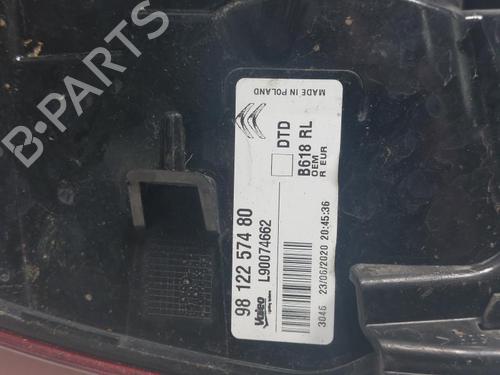 B-PARTS
MADE IN POLAND
DTD
B618 RL
OEM
R EUR
98 122 574 80
L90074662
Valeo
3046 23/06/2020 20:45:36